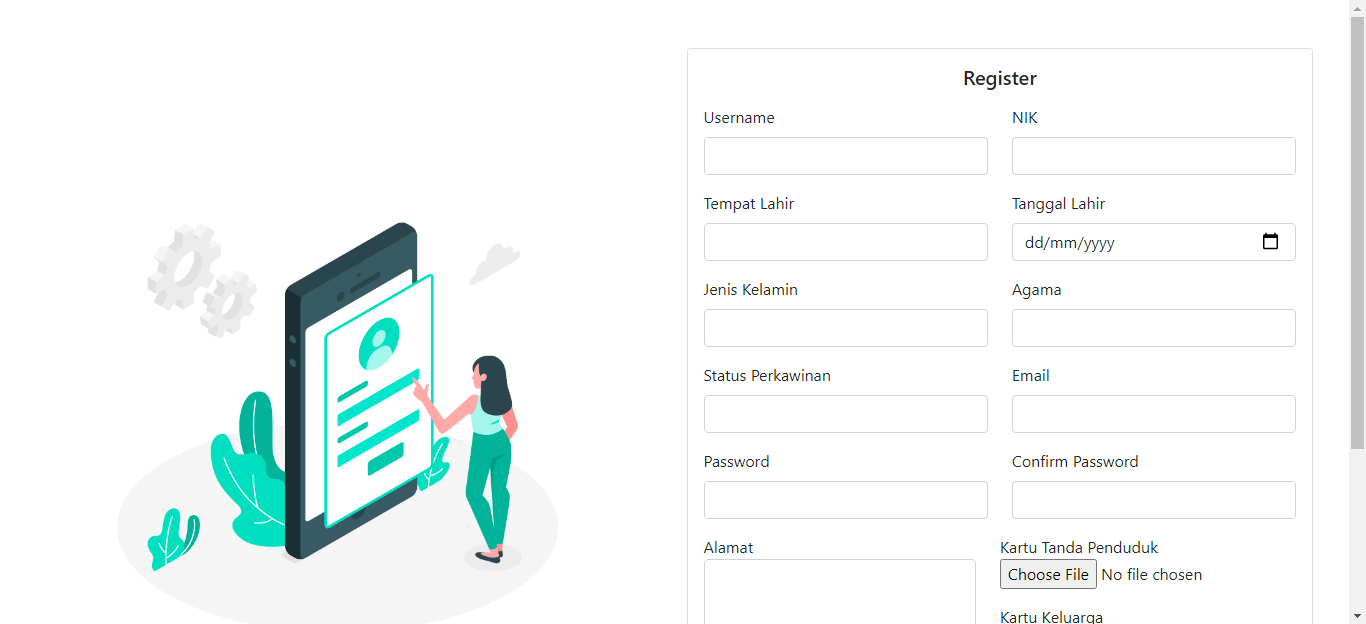 Register
Username NIK
Tempat Lahir Tanggal Lahir
dd/mm/yyyy
Jenis Kelamin Agama
Status Perkawinan Email
Password Confirm Password
Alamat Kartu Tanda Penduduk
Choose File No file chosen
Kartu Keluarga